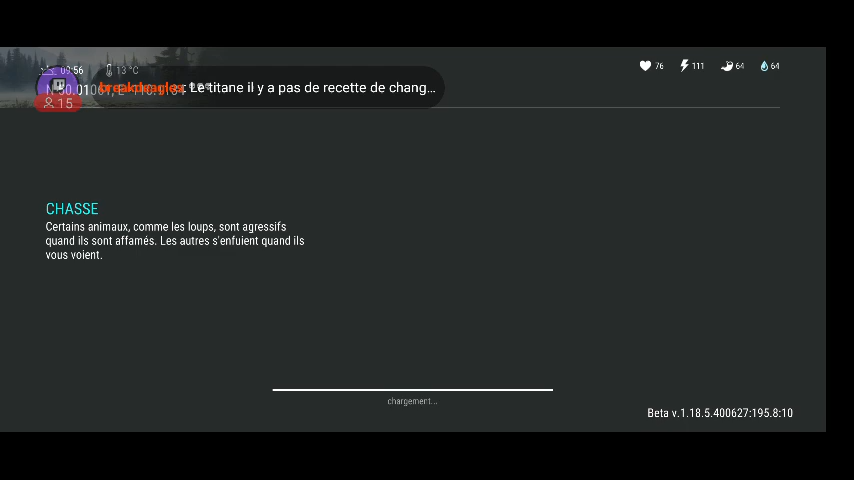 09:56 13 °C
76 111 64 64
: Le titane il y a pas de recette de chang...
15
CHASSE
Certains animaux, comme les loups, sont agressifs
quand ils sont affamés. Les autres s'enfuient quand ils
vous voient.
chargement...
Beta v.1.18.5.400627:195.8:10